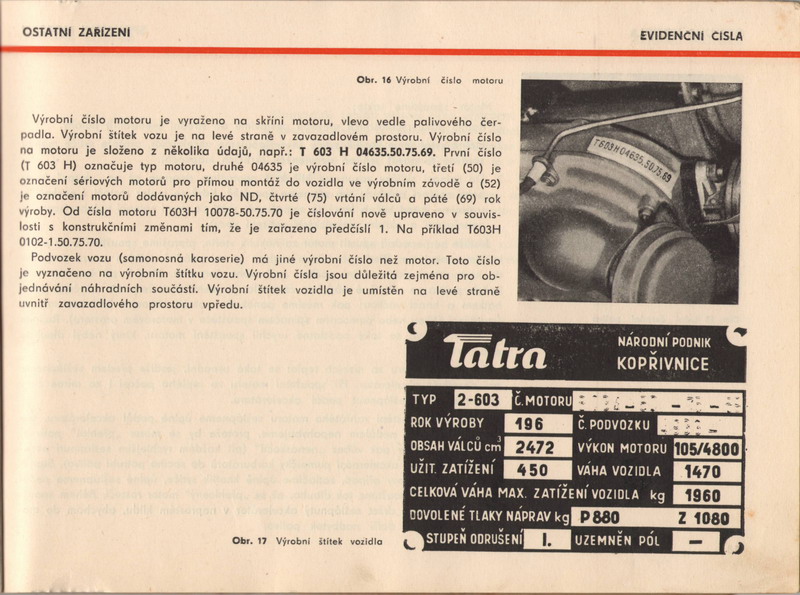 OSTATNÍ ZAŘÍZENÍ
EVIDENČNÍ ČÍSLA
Obr. 16 Výrobní číslo motoru
Výrobní číslo motoru je vyraženo na skříni motoru, vlevo vedle palivového čer-
padla. Výrobní štítek vozu je na levé straně v zavazadlovém prostoru. Výrobní číslo
na motoru je složeno z několika údajů, např.: T 603 H 04635.50.75.69. První číslo
(T 603 H) označuje typ motoru, druhé 04635 je výrobní číslo motoru, třetí (50) je
označení sériových motorů pro přímou montáž do vozidla ve výrobním závodě a (52)
je označení motorů dodávaných jako ND, čtvrté (75) vrtání válců a páté (69) rok
výroby. Od čísla motoru T603H 10078-50.75.70 je číslování nově upraveno v souvis-
losti s konstrukčními změnami tím, že je zařazeno předčíslí 1. Na příklad T603H
0102-1.50.75.70.
Podvozek vozu (samonosná karoserie) má jiné výrobní číslo než motor. Toto číslo
je vyznačeno na výrobním štítku vozu. Výrobní čísla jsou důležitá zejména pro ob-
jednávání náhradních součástí. Výrobní štítek vozidla je umístěn na levé straně
uvnitř zavazadlového prostoru vpředu.
T603H04635.50.75.69
Tatra
NÁRODNÍ PODNIK
KOPŘIVNICE
TYP 2-603 Č.MOTORU
ROK VÝROBY 196 Č.PODVOZKU
OBSAH VÁLCŮ cm3 2472 VÝKON MOTORU 105/4800
UŽIT. ZATÍŽENÍ 450 VÁHA VOZIDLA 1470
CELKOVÁ VÁHA MAX. ZATÍŽENÍ VOZIDLA kg 1960
DOVOLENÉ TLAKY NÁPRAV kg P 880 Z 1080
STUPEŇ ODRUŠENÍ I. UZEMNĚN PÓL –
Obr. 17 Výrobní štítek vozidla